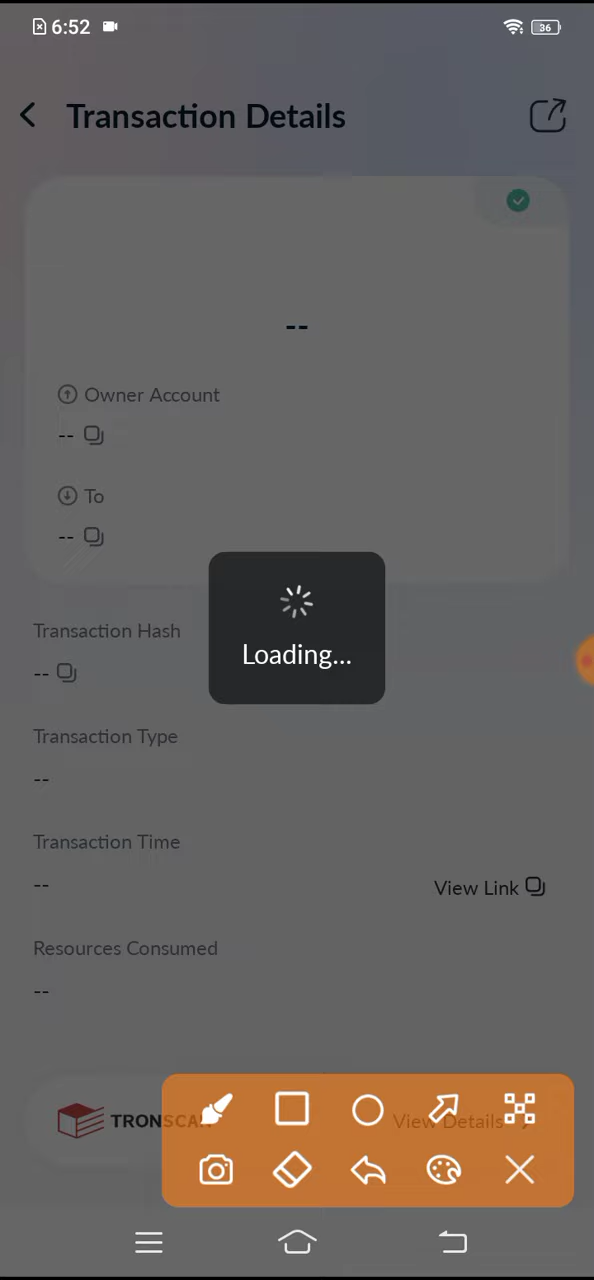 6:52
36
Transaction Details
--
Owner Account
--
To
--
Loading...
Transaction Hash
--
Transaction Type
--
Transaction Time
--
View Link
Resources Consumed
--
TRONSCAN
View Details